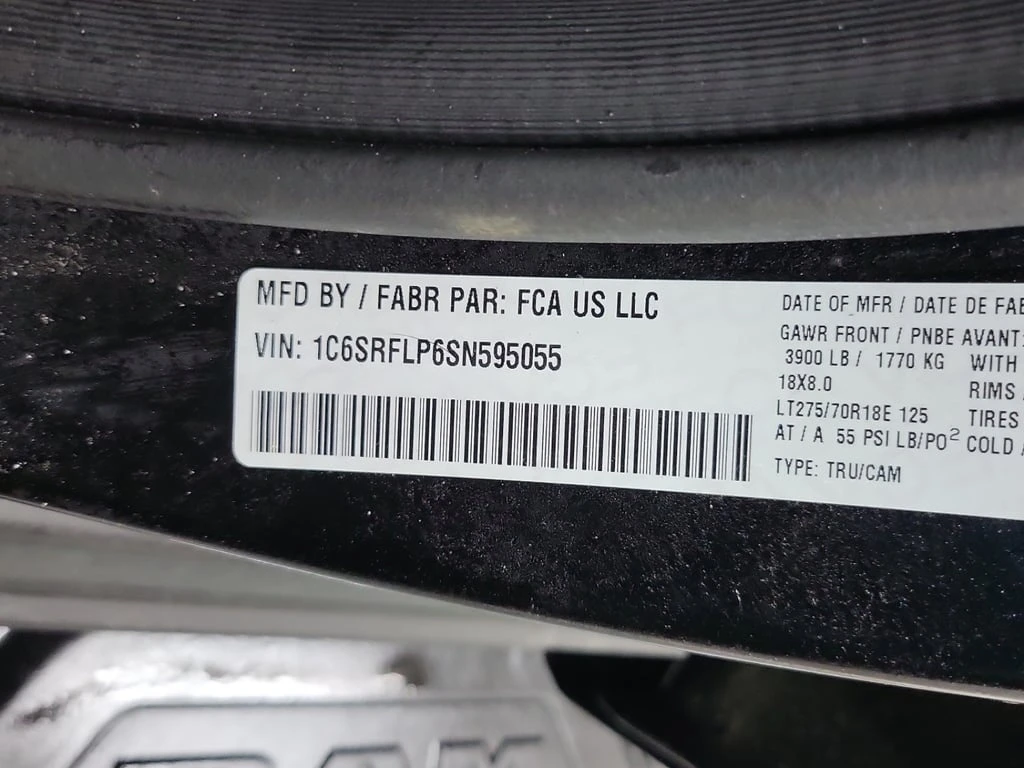 MFD BY / FABR PAR: FCA US LLC
VIN: 1C6SRFLP6SN595055
DATE OF MFR / DATE DE FAB
GAWR FRONT / PNBE AVANT:
3900 LB / 1770 KG WITH
18X8.0 RIMS
LT275/70R18E 125 TIRES
AT / A 55 PSI LB/PO² COLD
TYPE: TRU/CAM